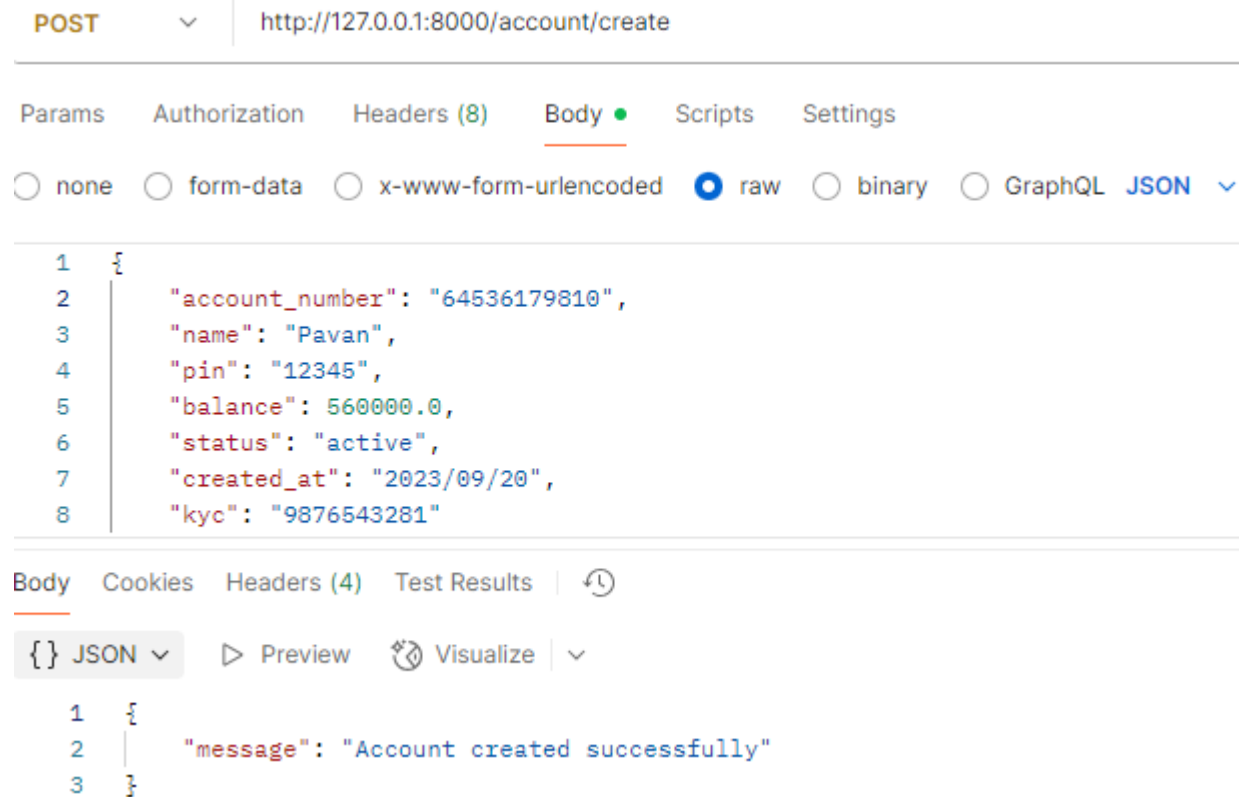 POST http://127.0.0.1:8000/account/create
Params Authorization Headers (8) Body Scripts Settings
none form-data x-www-form-urlencoded raw binary GraphQL JSON
1 {
2 "account_number": "64536179810",
3 "name": "Pavan",
4 "pin": "12345",
5 "balance": 560000.0,
6 "status": "active",
7 "created_at": "2023/09/20",
8 "kyc": "9876543281"
Body Cookies Headers (4) Test Results
{} JSON Preview Visualize
1 {
2 "message": "Account created successfully"
3 }